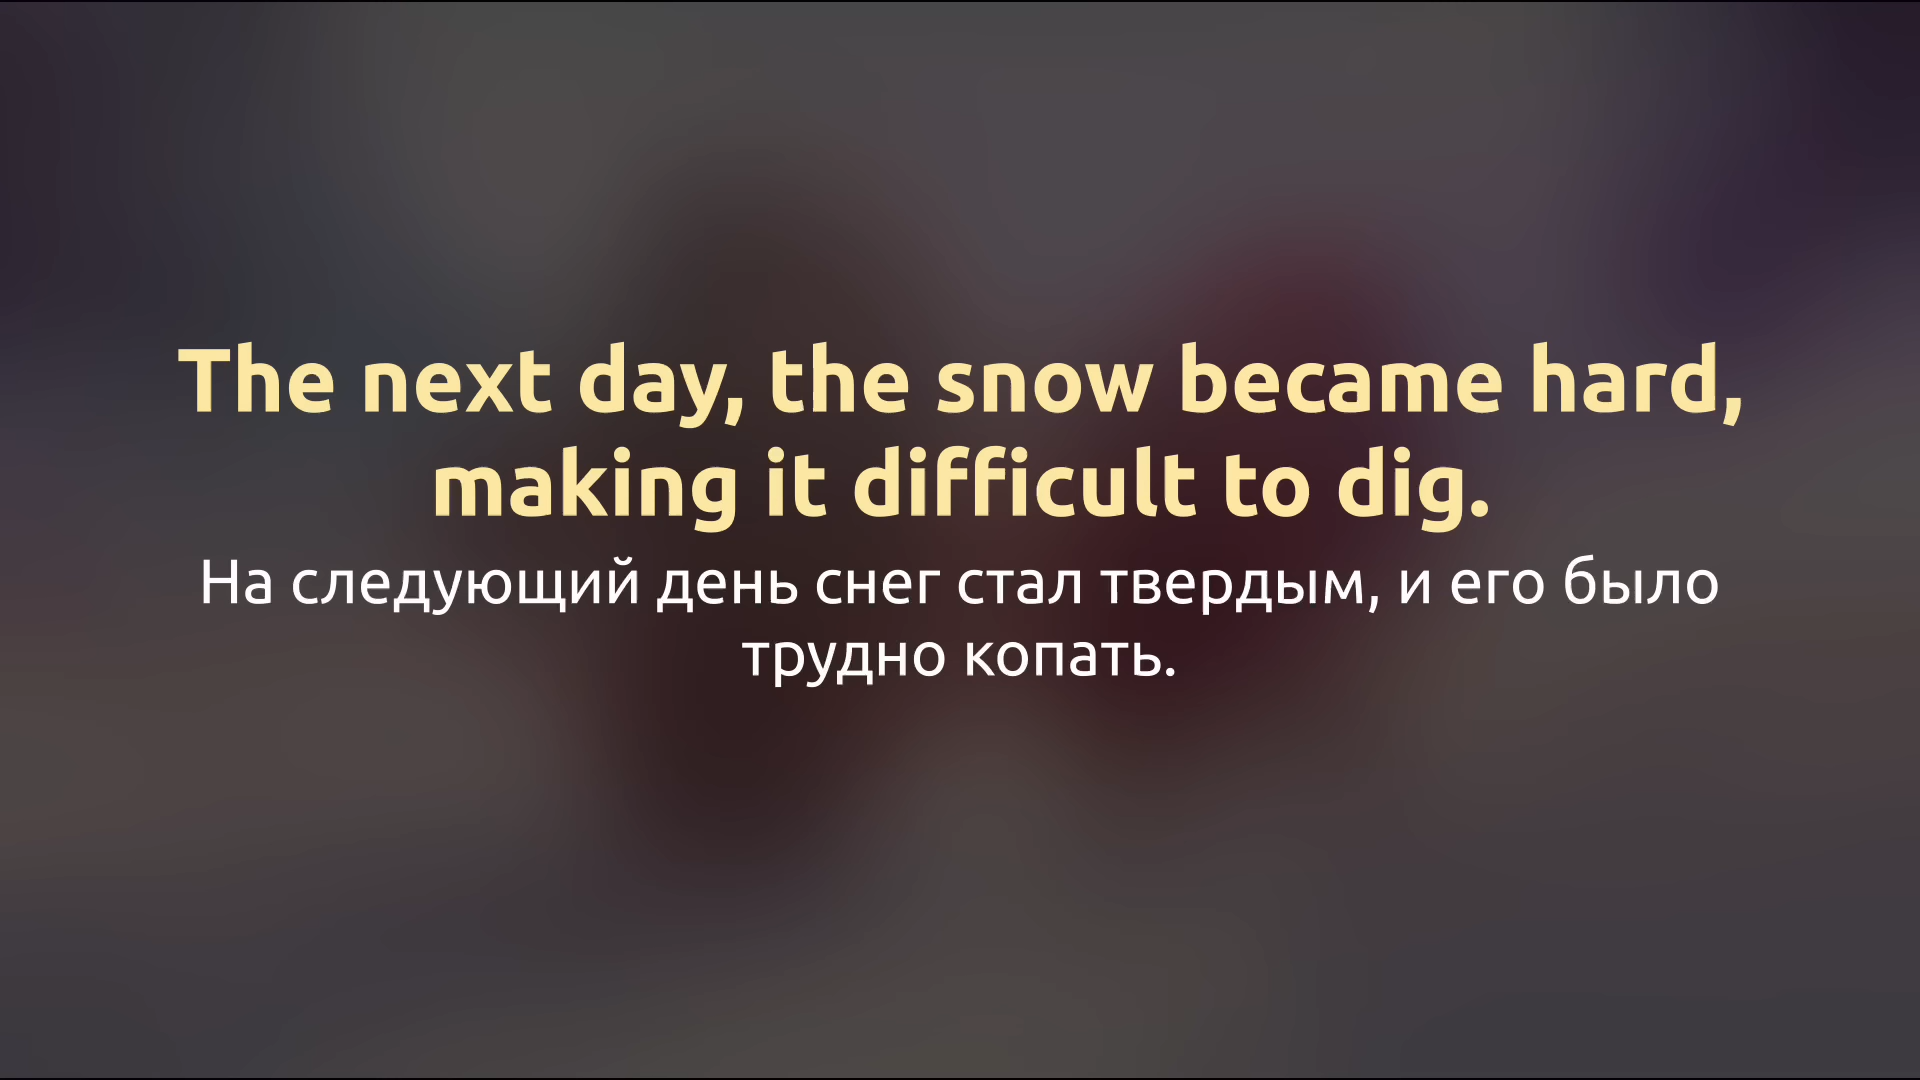 The next day, the snow became hard,
making it difficult to dig.
На следующий день снег стал твердым, и его было
трудно копать.